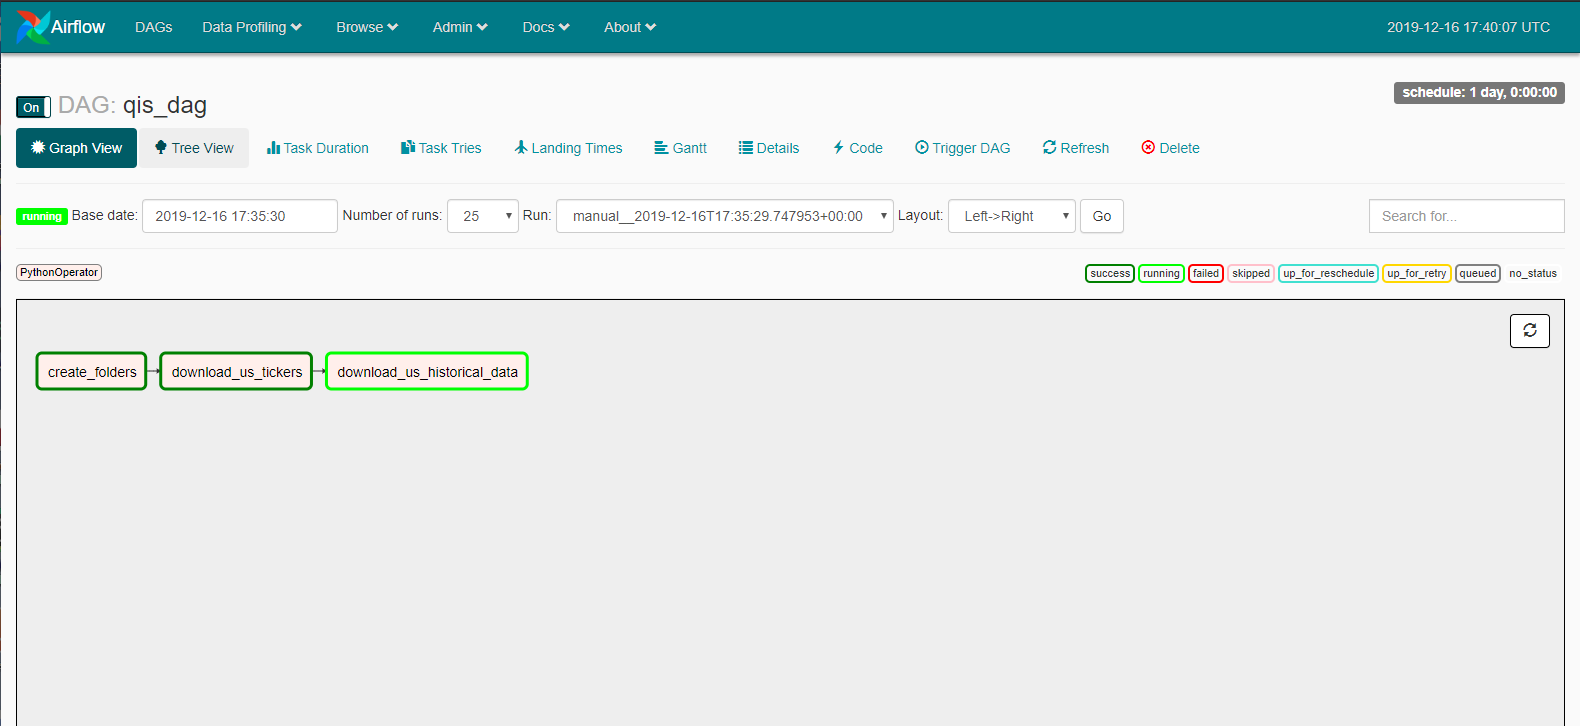 Airflow DAGs Data Profiling Browse Admin Docs About 2019-12-16 17:40:07 UTC
schedule: 1 day, 0:00:00
On DAG: qis_dag
Graph View Tree View Task Duration Task Tries Landing Times Gantt Details Code Trigger DAG Refresh Delete
running Base date: 2019-12-16 17:35:30 Number of runs: 25 Run: manual__2019-12-16T17:35:29.747953+00:00 Layout: Left->Right Go Search for...
PythonOperator success running failed skipped up_for_reschedule up_for_retry queued no_status
create_folders download_us_tickers download_us_historical_data